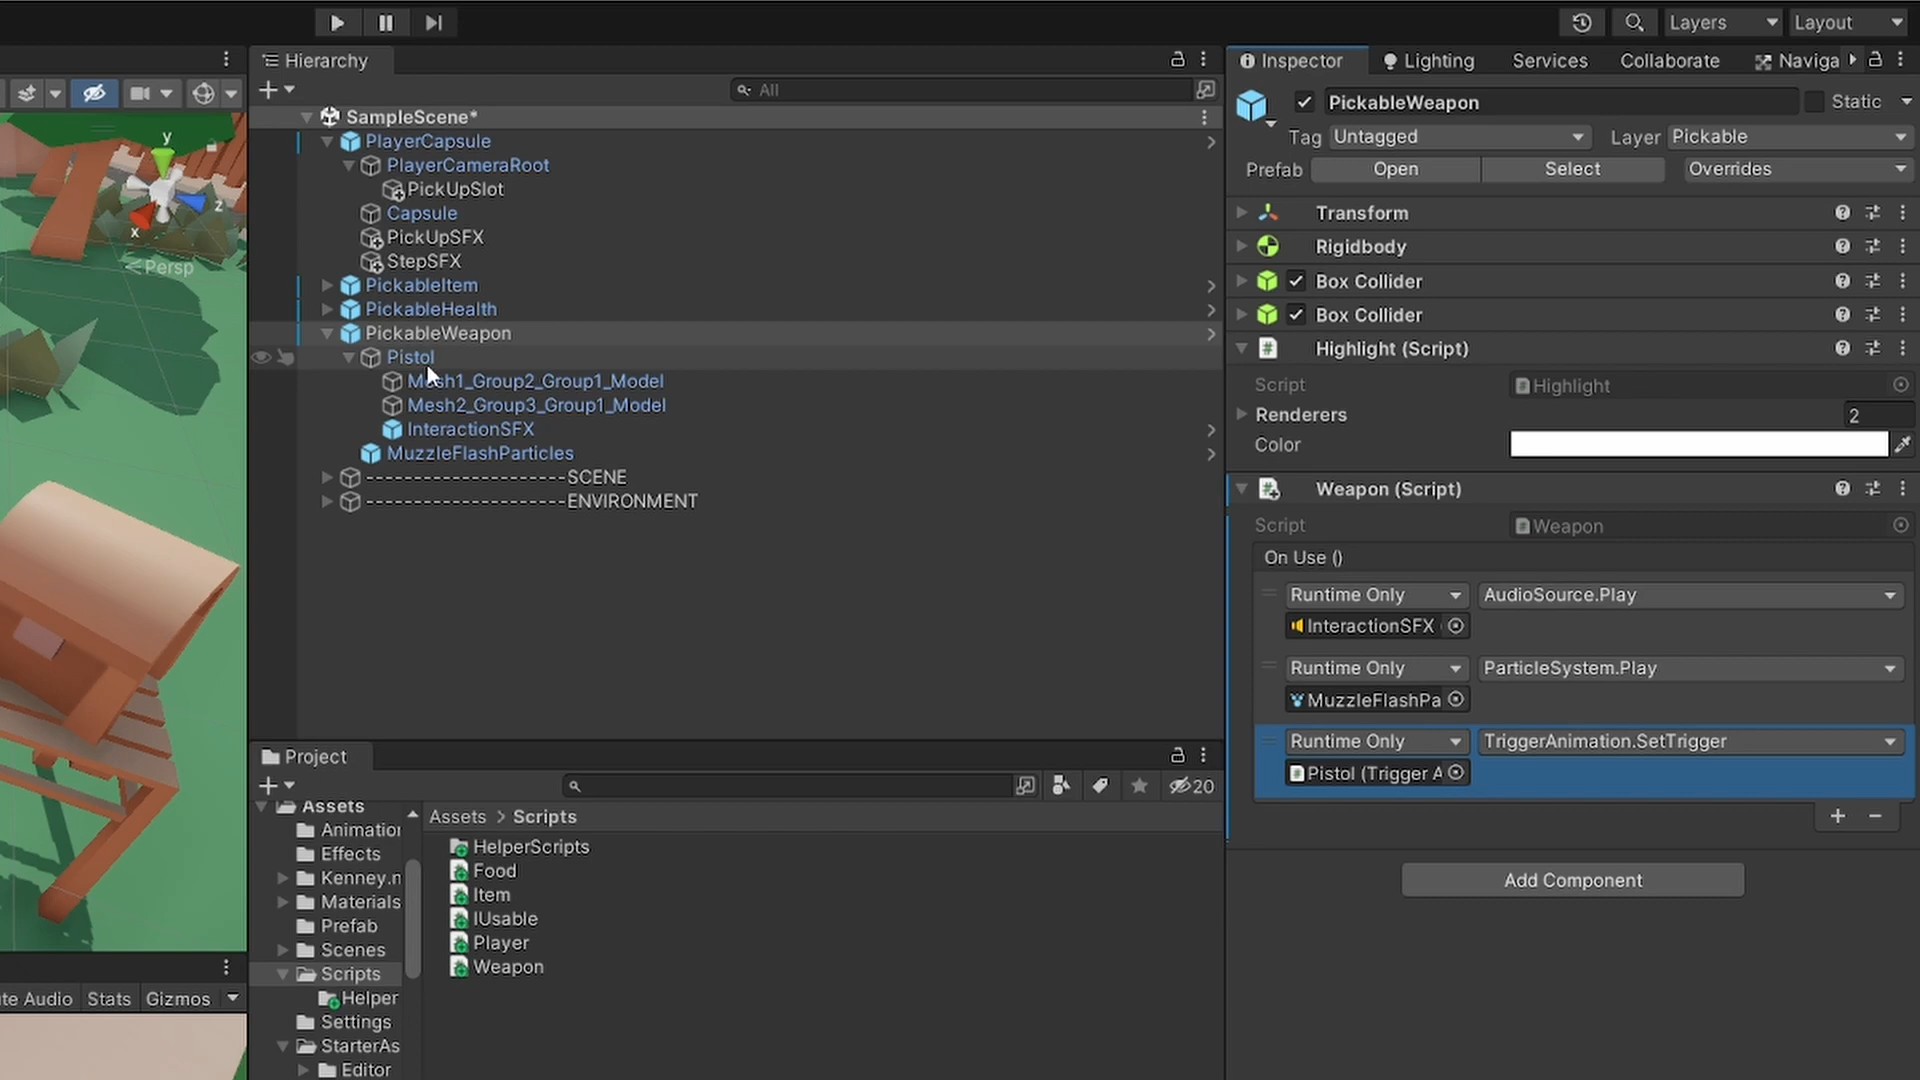 Layers
Layout
Hierarchy
Inspector
Lighting
Services
Collaborate
Naviga
All
PickableWeapon
Static
SampleScene*
PlayerCapsule
Tag Untagged
Layer Pickable
PlayerCameraRoot
Prefab Open Select Overrides
PickUpSlot
Capsule
Transform
PickUpSFX
Rigidbody
StepSFX
PickableItem
Box Collider
PickableHealth
Box Collider
PickableWeapon
Highlight (Script)
Pistol
Mesh1_Group2_Group1_Model
Script Highlight
Mesh2_Group3_Group1_Model
Renderers 2
InteractionSFX
Color
MuzzleFlashParticles
--------------------SCENE
Weapon (Script)
--------------------ENVIRONMENT
Script Weapon
On Use ()
Runtime Only AudioSource.Play
InteractionSFX
Runtime Only ParticleSystem.Play
MuzzleFlashPa
Runtime Only TriggerAnimation.SetTrigger
Pistol (Trigger A
Add Component
y
z
x
Persp
Project
20
Assets
Animation
Effects
Kenney.n
Materials
Prefab
Scenes
Scripts
Helper
Settings
StarterAs
Editor
Assets > Scripts
HelperScripts
Food
Item
IUsable
Player
Weapon
te Audio Stats Gizmos